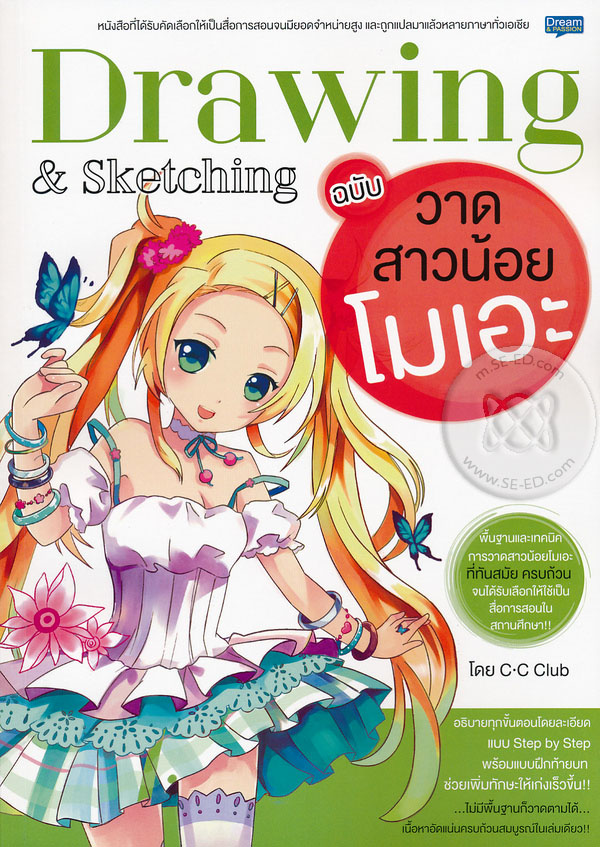 หนังสือที่ได้รับคัดเลือกให้เป็นสื่อการสอนจนมียอดจำหน่ายสูง และถูกแปลมาแล้วหลายภาษาทั่วเอเชีย
Dream
& PASSION
Drawing
& Sketching
ฉบับ
วาด
สาวน้อย
โมเอะ
m.SE-ED.com
www.SE-ED.com
พื้นฐานและเทคนิค
การวาดสาวน้อยโมเอะ
ที่ทันสมัย ครบถ้วน
จนได้รับเลือกให้ใช้เป็น
สื่อการสอนใน
สถานศึกษา!!
โดย C·C Club
อธิบายทุกขั้นตอนโดยละเอียด
แบบ Step by Step
พร้อมแบบฝึกท้ายบท
ช่วยเพิ่มทักษะให้เก่งเร็วขึ้น!!
...ไม่มีพื้นฐานก็วาดตามได้...
เนื้อหาอัดแน่นครบถ้วนสมบูรณ์ในเล่มเดียว!!